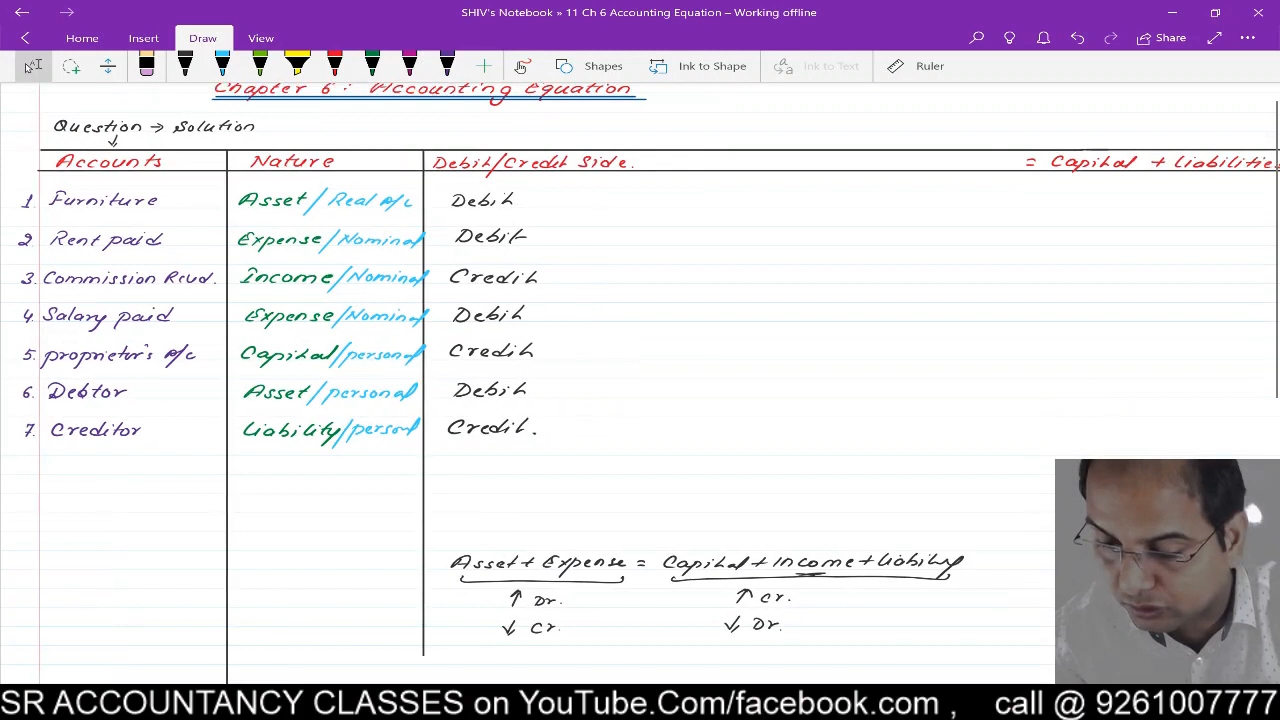 SHIV's Notebook » 11 Ch 6 Accounting Equation – Working offline
Home Insert Draw View Share
Shapes Ink to Shape Ink to Text Ruler
Chapter 6: Accounting Equation
Question → Solution
↓
Accounts Nature Debit/Credit Side. = Capital + Liabilities
1. Furniture Asset/Real A/c Debit
2. Rent paid Expense/Nominal Debit
3. Commission Rcvd. Income/Nominal Credit
4. Salary paid Expense/Nominal Debit
5. proprietor's A/c Capital/personal Credit
6. Debtor Asset/personal Debit
7. Creditor Liability/personal Credit.
Asset + Expense = Capital + Income + Liability
↑ Dr. ↑ Cr.
↓ Cr. ↓ Dr.
SR ACCOUNTANCY CLASSES on YouTube.Com/facebook.com , call @ 9261007777